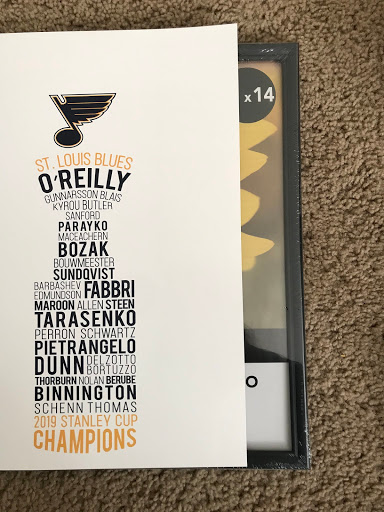 ST. LOUIS BLUES
O'REILLY
GUNNARSSON BLAIS
KYROU BUTLER
SANFORD
PARAYKO
MACEACHERN
BOZAK
BOUWMEESTER
SUNDQVIST
BARBASHEV
EDMUNDSON FABBRI
MAROON ALLEN STEEN
TARASENKO
PERRON SCHWARTZ
PIETRANGELO
DUNN DELZOTTO
BORTUZZO
THORBURN NOLAN BERUBE
BINNINGTON
SCHENN THOMAS
2019 STANLEY CUP
CHAMPIONS
x 14
O